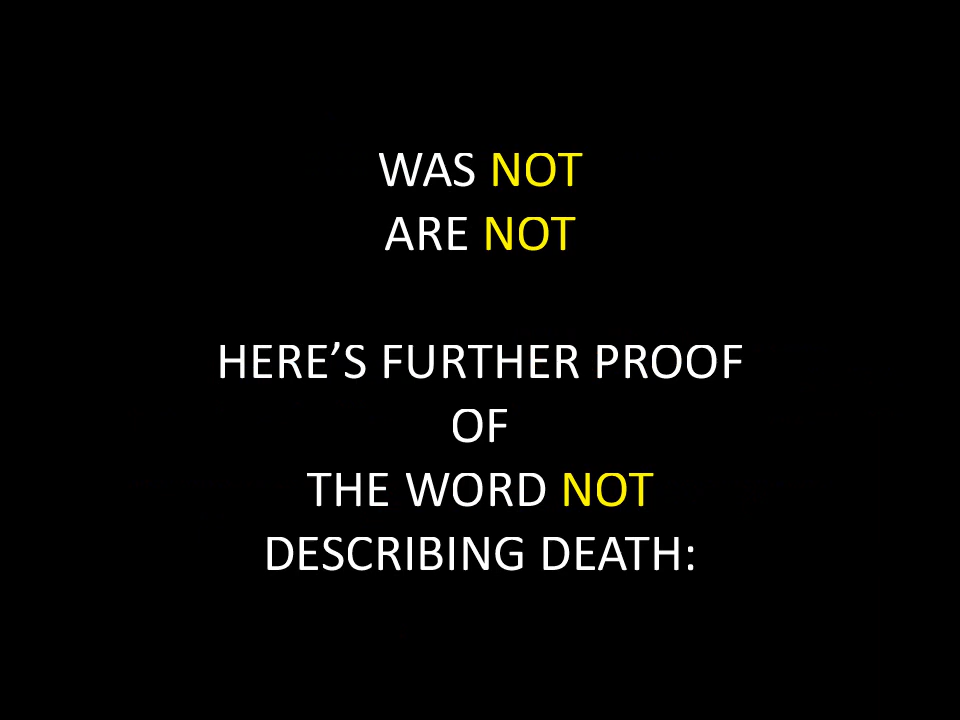 WAS NOT
ARE NOT
HERE’S FURTHER PROOF
OF
THE WORD NOT
DESCRIBING DEATH: